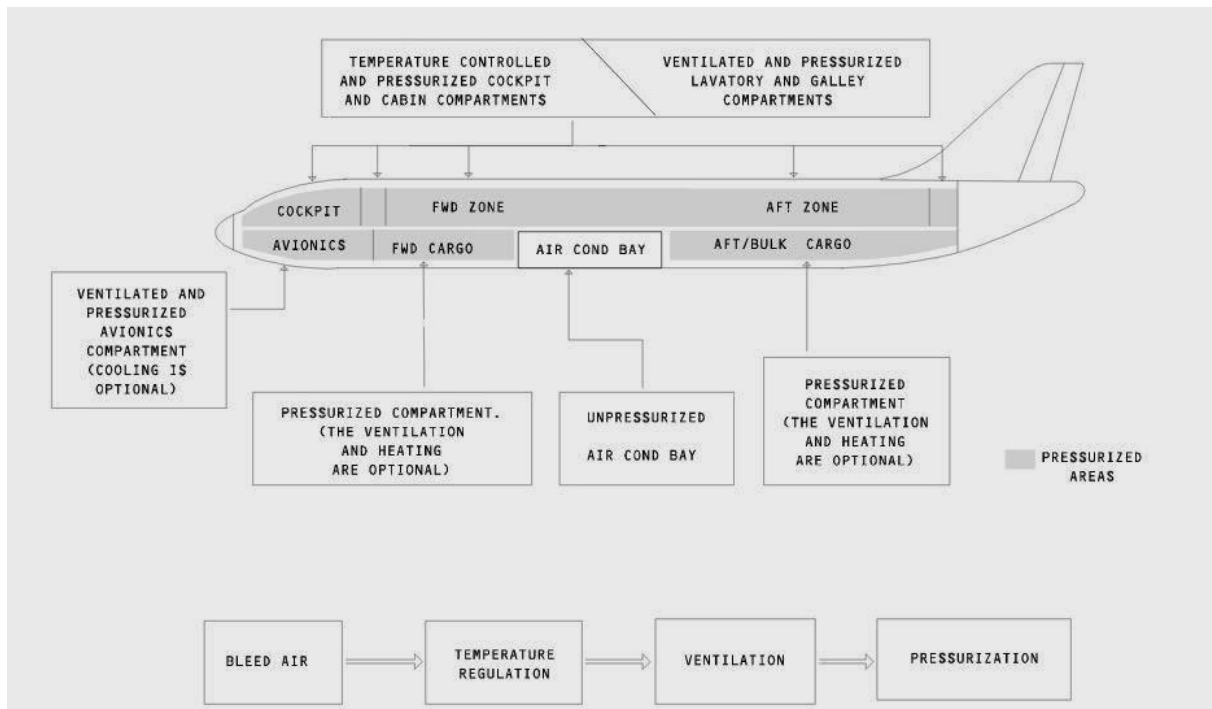 TEMPERATURE CONTROLLED
AND PRESSURIZED COCKPIT
AND CABIN COMPARTMENTS
VENTILATED AND PRESSURIZED
LAVATORY AND GALLEY
COMPARTMENTS
COCKPIT
FWD ZONE
AFT ZONE
AVIONICS
FWD CARGO
AIR COND BAY
AFT/BULK CARGO
VENTILATED AND
PRESSURIZED
AVIONICS
COMPARTMENT
(COOLING IS
OPTIONAL)
PRESSURIZED COMPARTMENT.
(THE VENTILATION
AND HEATING
ARE OPTIONAL)
UNPRESSURIZED
AIR COND BAY
PRESSURIZED
COMPARTMENT
(THE VENTILATION
AND HEATING
ARE OPTIONAL)
PRESSURIZED
AREAS
BLEED AIR
TEMPERATURE
REGULATION
VENTILATION
PRESSURIZATION